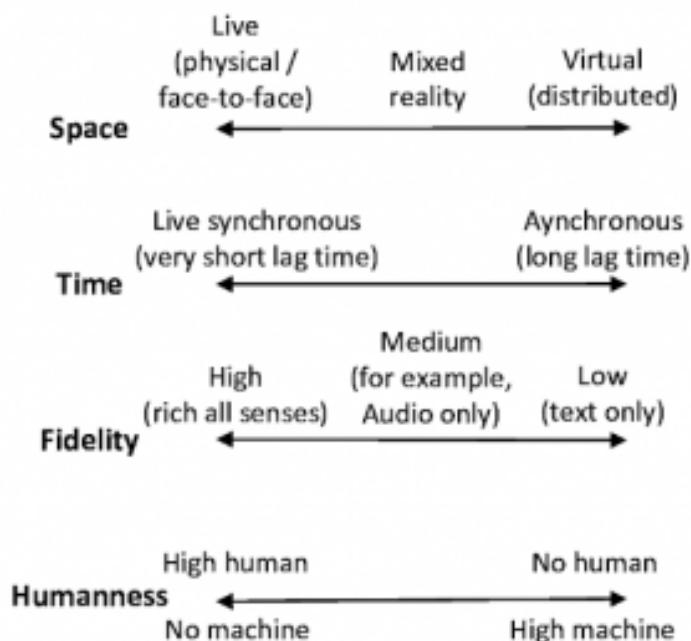 Live
(physical /
face-to-face)
Mixed
reality
Virtual
(distributed)
Space
Live synchronous
(very short lag time)
Aynchronous
(long lag time)
Time
High
(rich all senses)
Medium
(for example,
Audio only)
Low
(text only)
Fidelity
High human
No human
Humanness
No machine
High machine